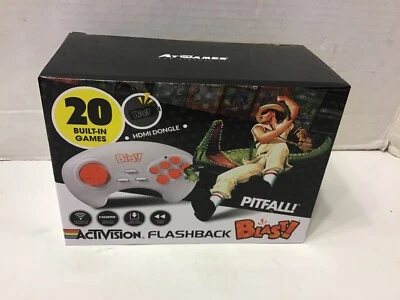 ATGAMES
20
BUILT-IN
GAMES
HDMI DONGLE
BLAST!
PITFALL!
ACTIVISION. FLASHBACK BLAST!